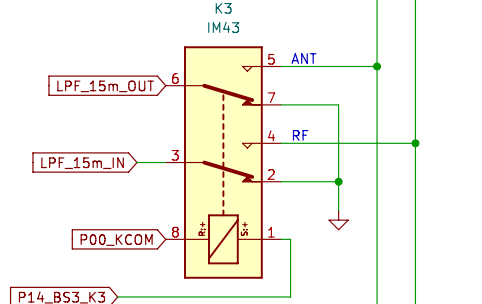 K3
IM43
5 ANT
6
LPF_15m_OUT
7
4 RF
3
LPF_15m_IN
2
R:+ S:+
8 1
P00_KCOM
P14_BS3_K3